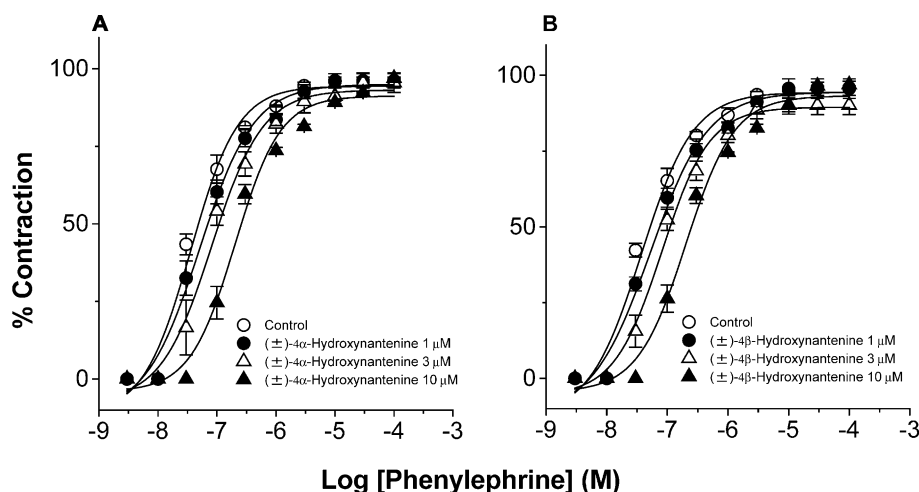 A
B
% Contraction
100
50
0
-9 -8 -7 -6 -5 -4 -3
Control
(±)-4α-Hydroxynantenine 1 μM
(±)-4α-Hydroxynantenine 3 μM
(±)-4α-Hydroxynantenine 10 μM
100
50
0
-9 -8 -7 -6 -5 -4 -3
Control
(±)-4β-Hydroxynantenine 1 μM
(±)-4β-Hydroxynantenine 3 μM
(±)-4β-Hydroxynantenine 10 μM
Log [Phenylephrine] (M)